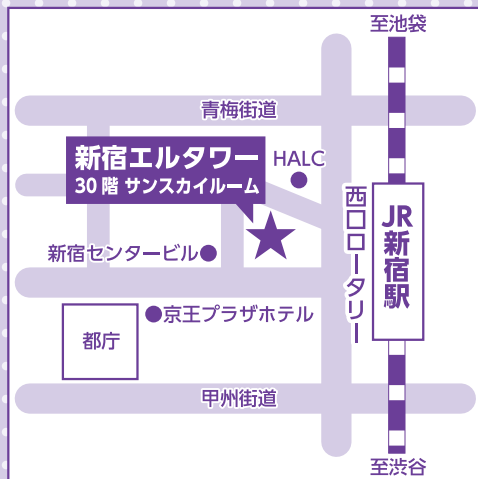 至池袋
青梅街道
新宿エルタワー
30階 サンスカイルーム
HALC
西口ロータリー
JR新宿駅
新宿センタービル
京王プラザホテル
都庁
甲州街道
至渋谷